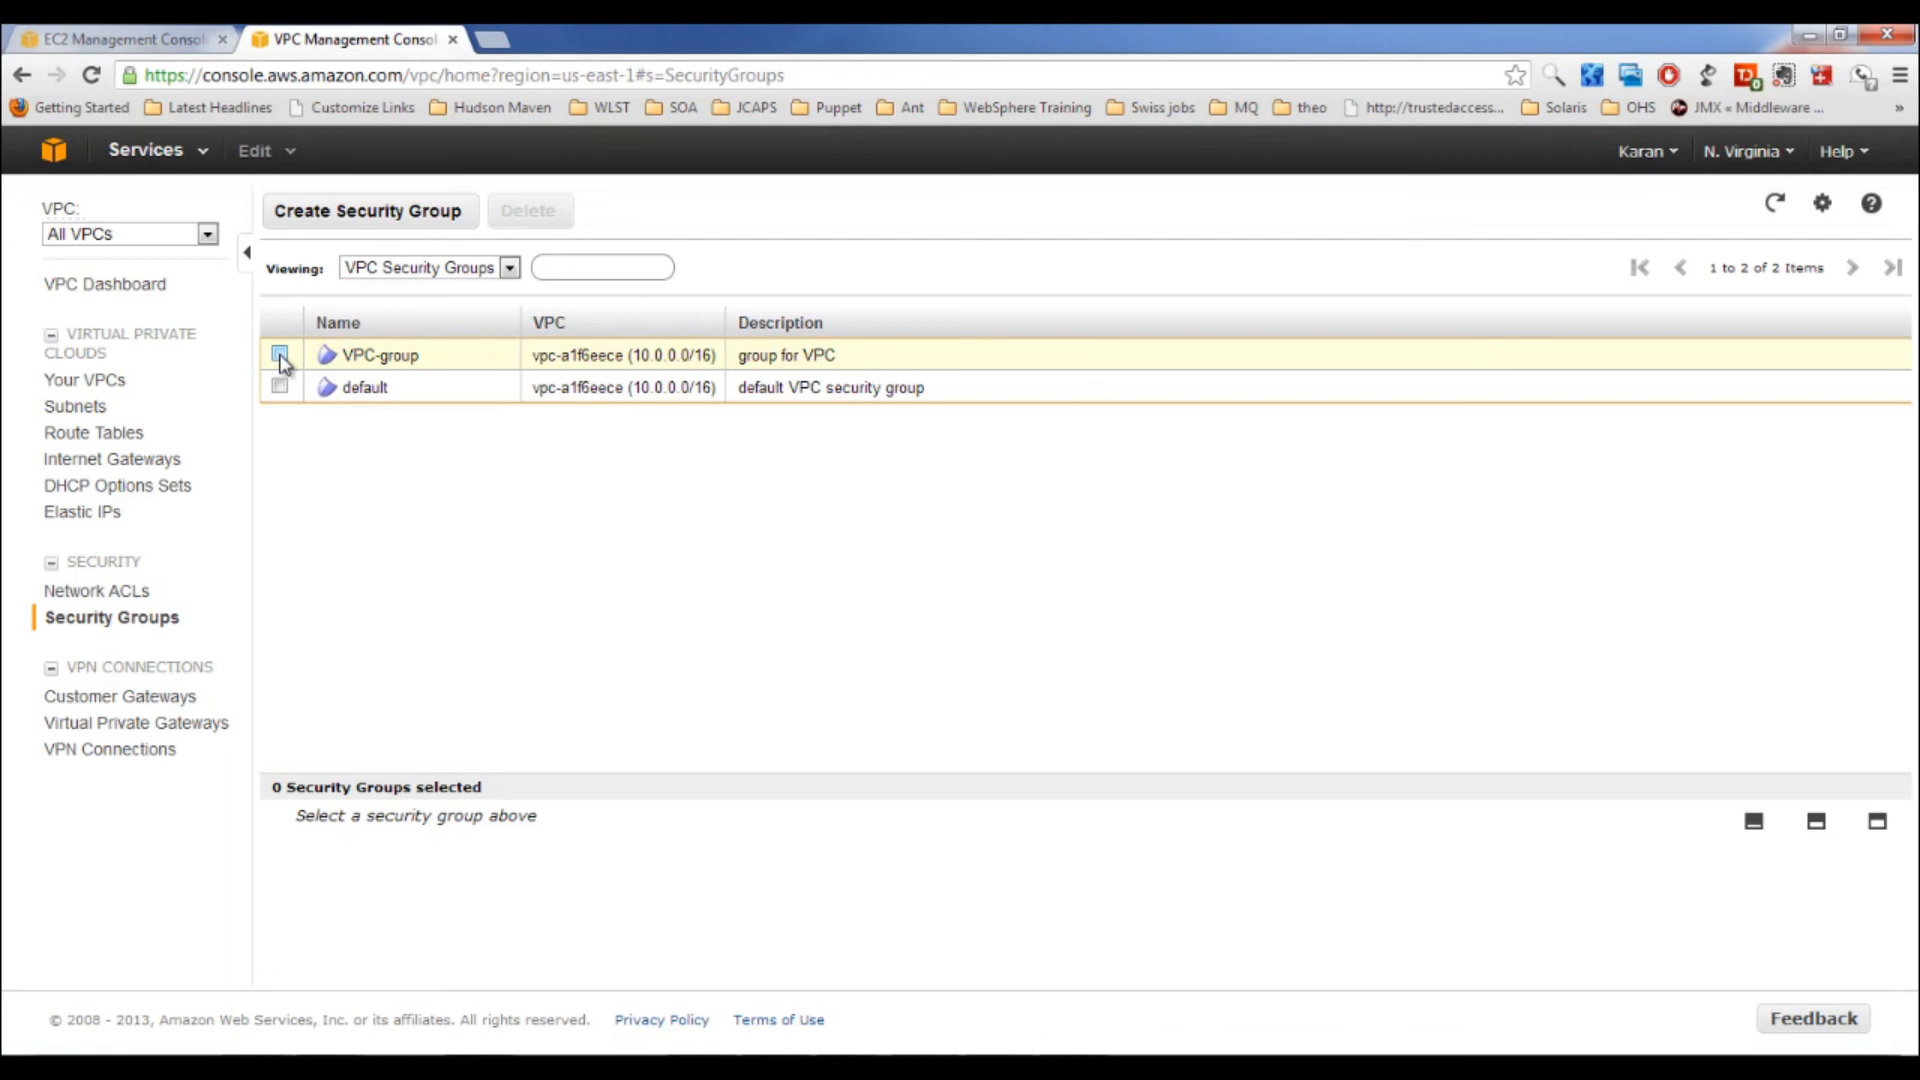 EC2 Management Consol
VPC Management Consol
https://console.aws.amazon.com/vpc/home?region=us-east-1#s=SecurityGroups
Getting Started Latest Headlines Customize Links Hudson Maven WLST SOA JCAPS Puppet Ant WebSphere Training Swiss jobs MQ theo http://trustedaccess... Solaris OHS JMX « Middleware ... »
Services Edit Karan N. Virginia Help
VPC:
All VPCs
VPC Dashboard
VIRTUAL PRIVATE
CLOUDS
Your VPCs
Subnets
Route Tables
Internet Gateways
DHCP Options Sets
Elastic IPs
SECURITY
Network ACLs
Security Groups
VPN CONNECTIONS
Customer Gateways
Virtual Private Gateways
VPN Connections
Create Security Group Delete
Viewing: VPC Security Groups 1 to 2 of 2 Items
Name VPC Description
VPC-group vpc-a1f6eece (10.0.0.0/16) group for VPC
default vpc-a1f6eece (10.0.0.0/16) default VPC security group
0 Security Groups selected
Select a security group above
© 2008 - 2013, Amazon Web Services, Inc. or its affiliates. All rights reserved. Privacy Policy Terms of Use Feedback